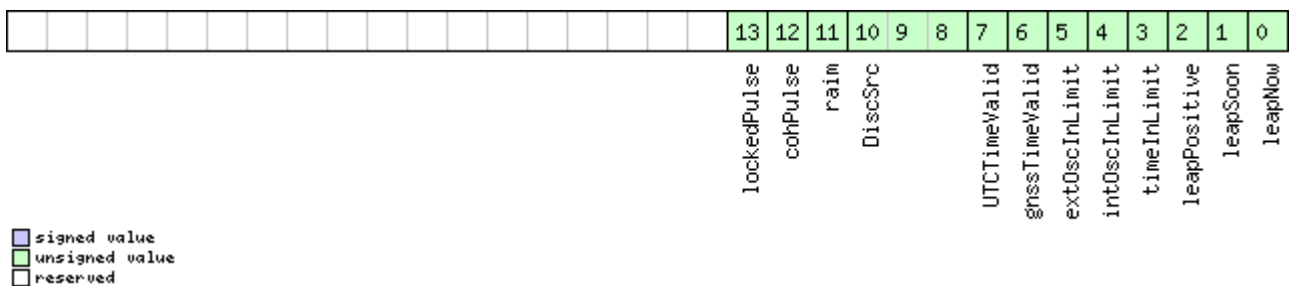 13 12 11 10 9 8 7 6 5 4 3 2 1 0
lockedPulse
cohPulse
raim
DiscSrc
UTCTimeValid
gnssTimeValid
extOscInLimit
intOscInLimit
timeInLimit
leapPositive
leapSoon
leapNow
signed value
unsigned value
reserved